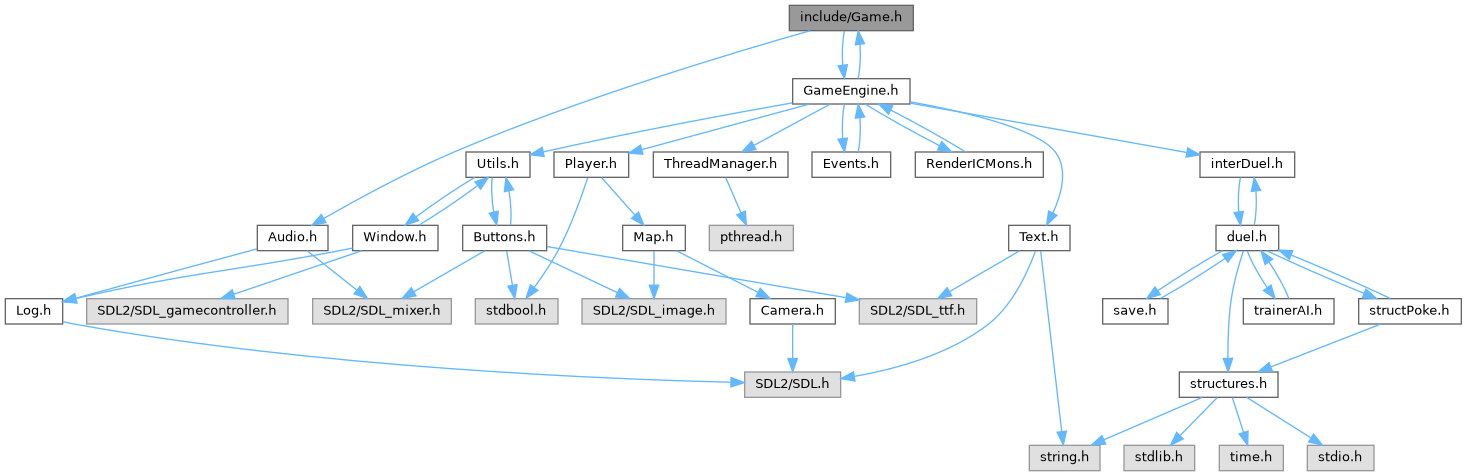 include/Game.h
GameEngine.h
Utils.h
Player.h
ThreadManager.h
Events.h
RenderICMons.h
interDuel.h
Audio.h
Window.h
Buttons.h
Map.h
pthread.h
Text.h
duel.h
Log.h
SDL2/SDL_gamecontroller.h
SDL2/SDL_mixer.h
stdbool.h
SDL2/SDL_image.h
Camera.h
SDL2/SDL_ttf.h
save.h
trainerAI.h
structPoke.h
SDL2/SDL.h
structures.h
string.h
stdlib.h
time.h
stdio.h